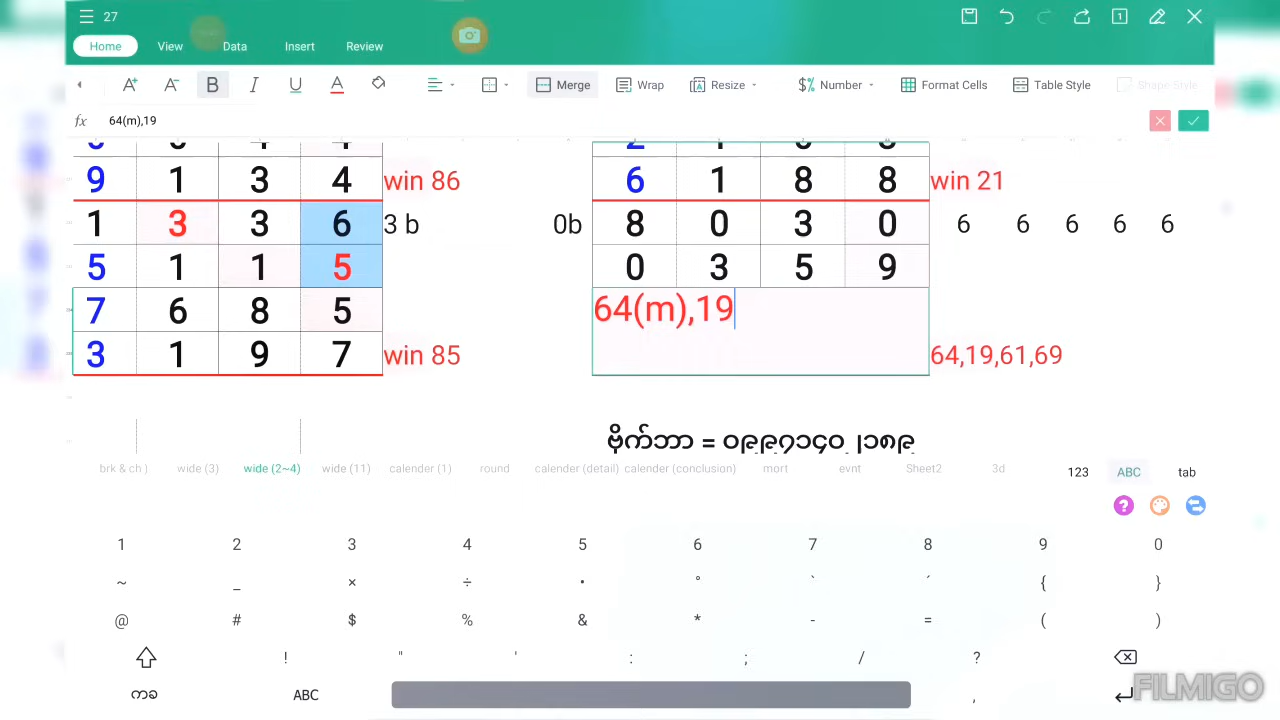 27
Home View Data Insert Review
A+ A- B I U A Merge Wrap Resize $% Number Format Cells Table Style Shape Style
fx 64(m),19
9 1 3 4 win 86 6 1 8 8 win 21
1 3 3 6 3 b 0b 8 0 3 0 6 6 6 6 6
5 1 1 5 0 3 5 9
7 6 8 5 64(m),19
3 1 9 7 win 85 64,19,61,69
ဗိုက်ဘာ = ၀၉၉၇၁၄၀၂၁၈၉
brk & ch ) wide (3) wide (2~4) wide (11) calender (1) round calender (detail) calender (conclusion) mort evnt Sheet2 3d 123 ABC tab
1 2 3 4 5 6 7 8 9 0
~ _ × ÷ • ° ` ´ { }
@ # $ % & * - = ( )
! " ' : ; / ?
ကခ ABC ,
FILMIGO